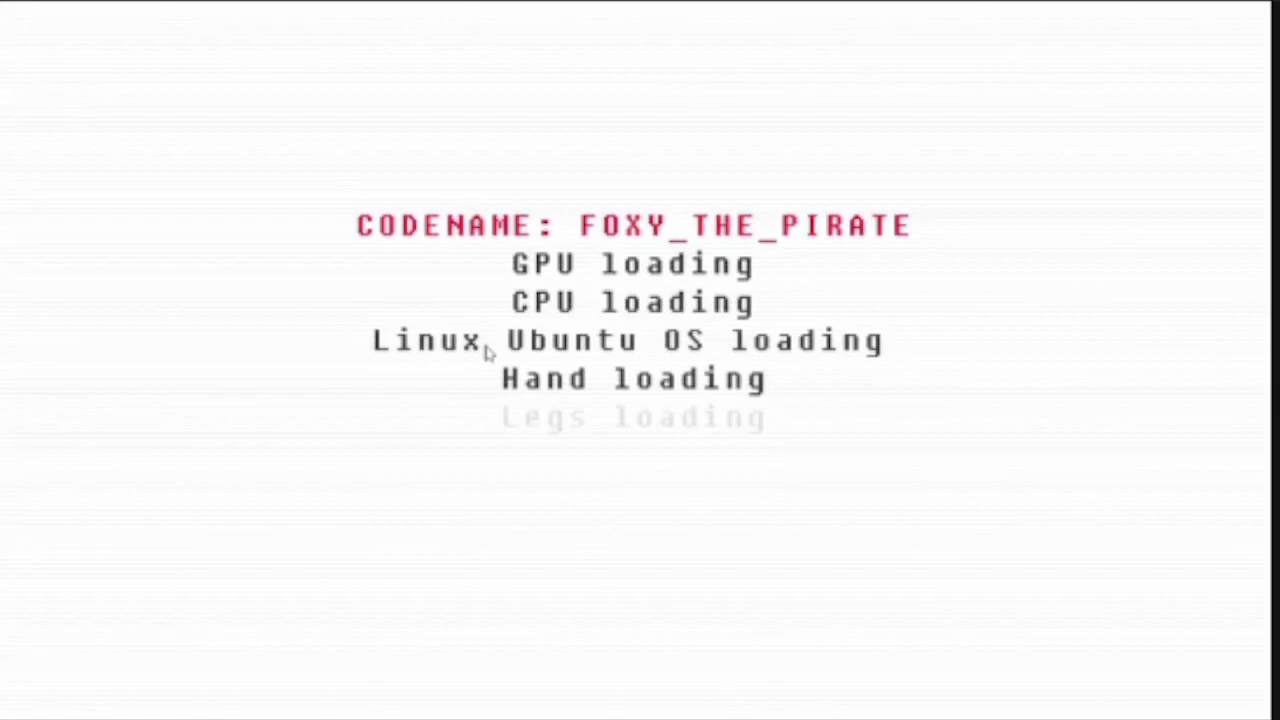 CODENAME: FOXY_THE_PIRATE
GPU loading
CPU loading
Linux Ubuntu OS loading
Hand loading
Legs loading